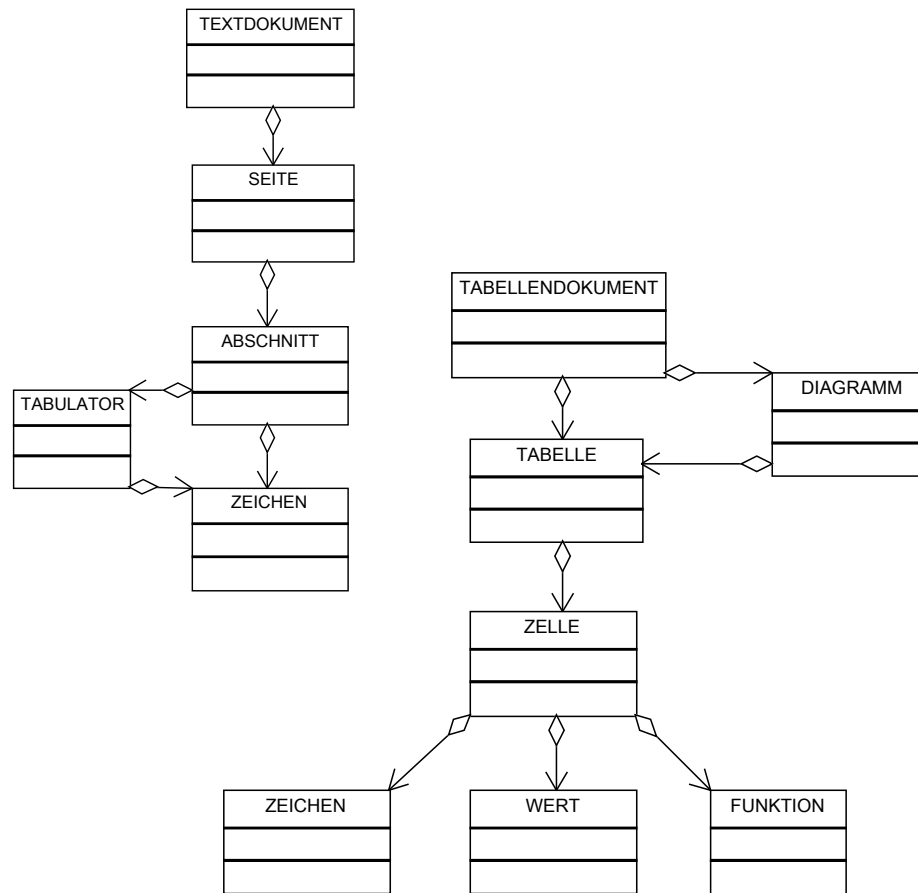 TEXTDOKUMENT
SEITE
ABSCHNITT
TABULATOR
ZEICHEN
TABELLENDOKUMENT
DIAGRAMM
TABELLE
ZELLE
ZEICHEN
WERT
FUNKTION